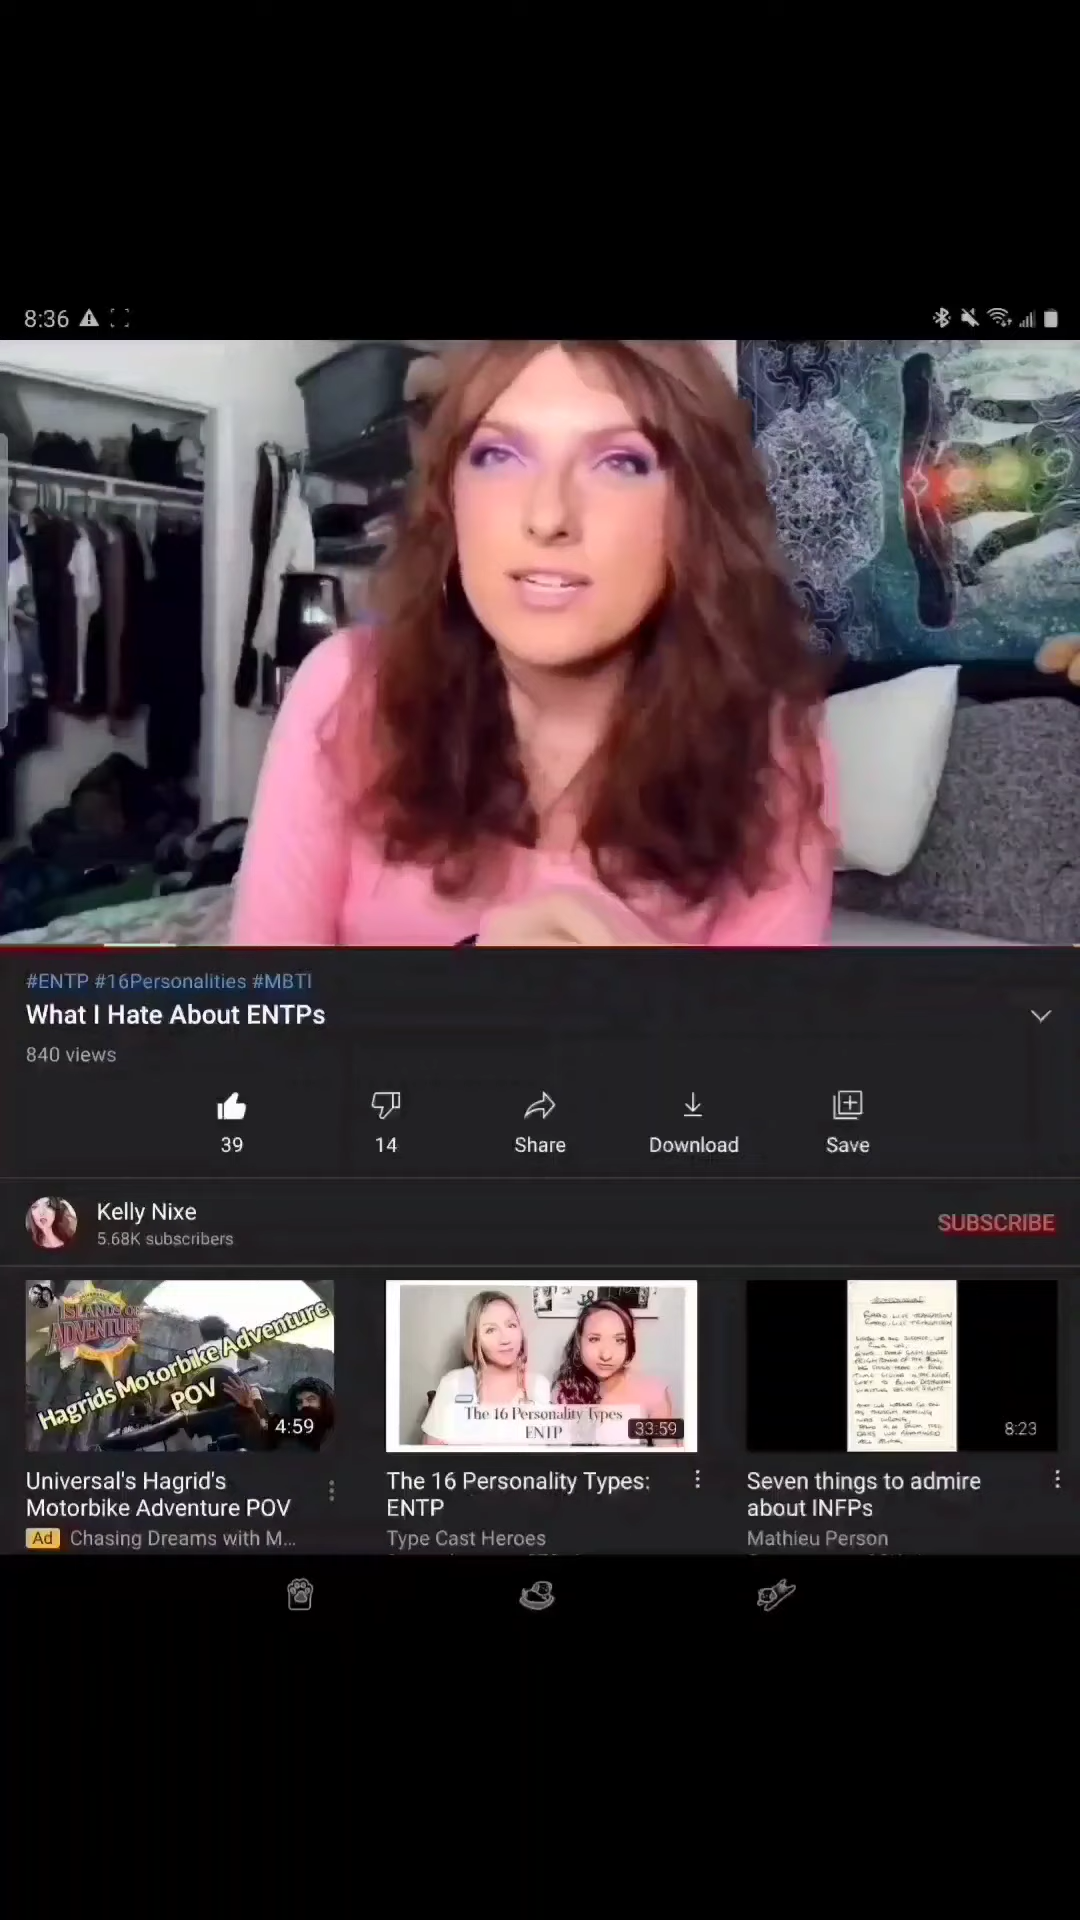 8:36
#ENTP #16Personalities #MBTI
What I Hate About ENTPs
840 views
39
14
Share
Download
Save
Kelly Nixe
5.68K subscribers
SUBSCRIBE
ISLANDS OF
ADVENTURE
Hagrids Motorbike Adventure
POV
4:59
The 16 Personality Types
ENTP
33:59
8:23
Universal's Hagrid's
Motorbike Adventure POV
Ad Chasing Dreams with M...
The 16 Personality Types:
ENTP
Type Cast Heroes
Seven things to admire
about INFPs
Mathieu Person